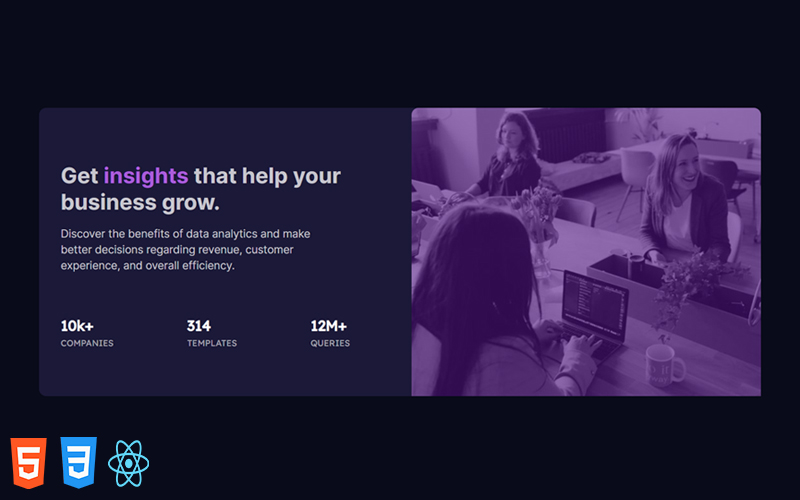 Get insights that help your
business grow.
Discover the benefits of data analytics and make
better decisions regarding revenue, customer
experience, and overall efficiency.
10k+ 314 12M+
COMPANIES TEMPLATES QUERIES
5 3